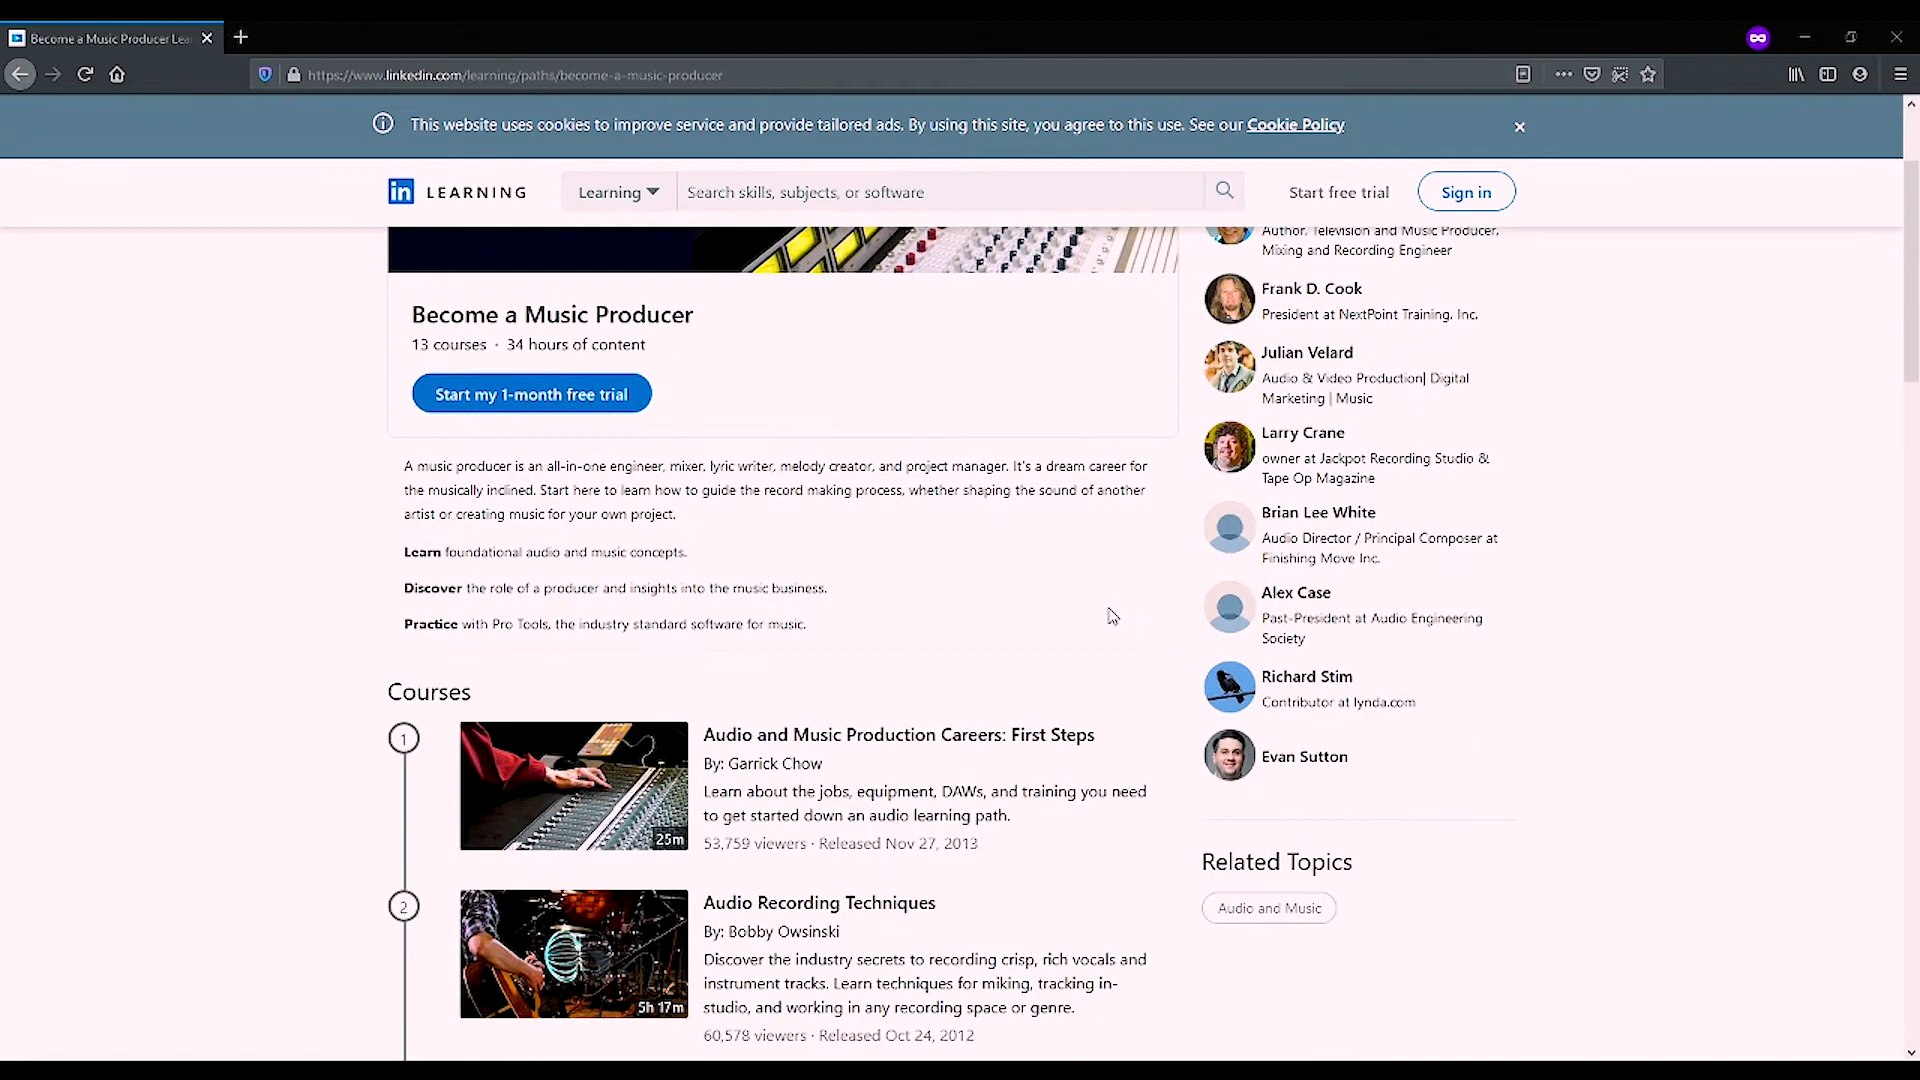 Become a Music Producer Lea
https://www.linkedin.com/learning/paths/become-a-music-producer
This website uses cookies to improve service and provide tailored ads. By using this site, you agree to this use. See our Cookie Policy
in LEARNING
Learning
Search skills, subjects, or software
Start free trial
Sign in
Become a Music Producer
13 courses · 34 hours of content
Start my 1-month free trial
A music producer is an all-in-one engineer, mixer, lyric writer, melody creator, and project manager. It's a dream career for
the musically inclined. Start here to learn how to guide the record making process, whether shaping the sound of another
artist or creating music for your own project.
Learn foundational audio and music concepts.
Discover the role of a producer and insights into the music business.
Practice with Pro Tools, the industry standard software for music.
Courses
1
25m
Audio and Music Production Careers: First Steps
By: Garrick Chow
Learn about the jobs, equipment, DAWs, and training you need
to get started down an audio learning path.
53,759 viewers · Released Nov 27, 2013
2
5h 17m
Audio Recording Techniques
By: Bobby Owsinski
Discover the industry secrets to recording crisp, rich vocals and
instrument tracks. Learn techniques for miking, tracking in-
studio, and working in any recording space or genre.
60,578 viewers · Released Oct 24, 2012
Author, Television and Music Producer,
Mixing and Recording Engineer
Frank D. Cook
President at NextPoint Training, Inc.
Julian Velard
Audio & Video Production| Digital
Marketing | Music
Larry Crane
owner at Jackpot Recording Studio &
Tape Op Magazine
Brian Lee White
Audio Director / Principal Composer at
Finishing Move Inc.
Alex Case
Past-President at Audio Engineering
Society
Richard Stim
Contributor at lynda.com
Evan Sutton
Related Topics
Audio and Music